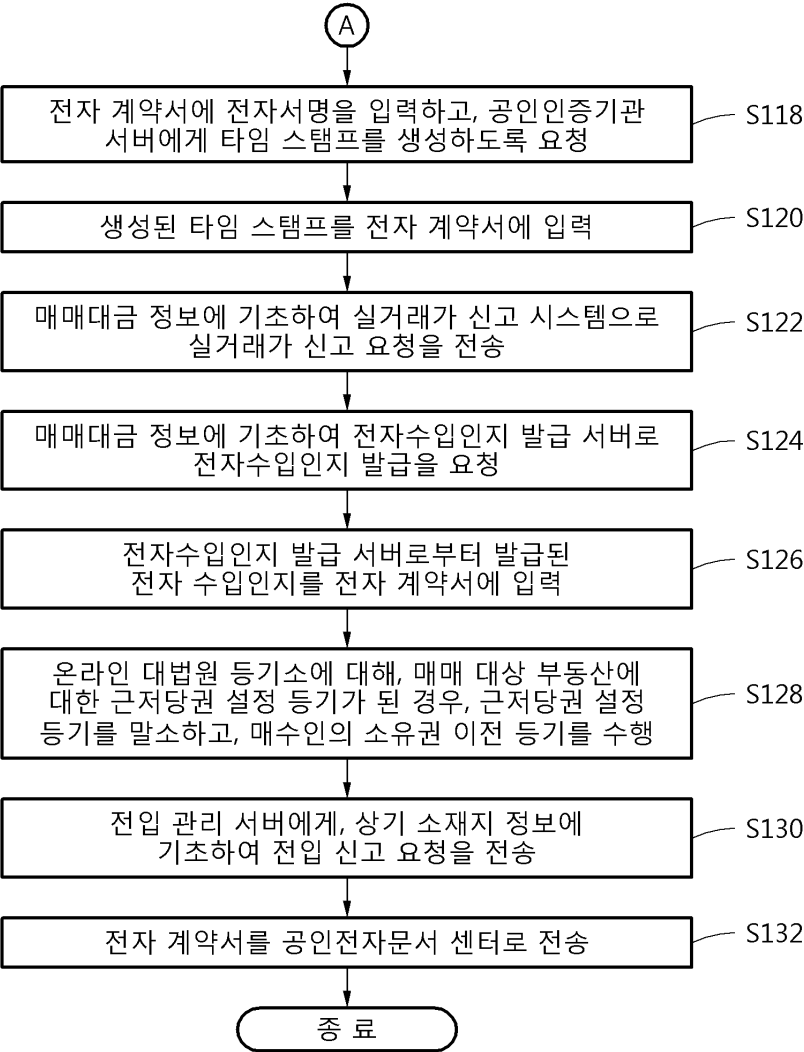 A
전자 계약서에 전자서명을 입력하고, 공인인증기관
서버에게 타임 스탬프를 생성하도록 요청
S118
생성된 타임 스탬프를 전자 계약서에 입력
S120
매매대금 정보에 기초하여 실거래가 신고 시스템으로
실거래가 신고 요청을 전송
S122
매매대금 정보에 기초하여 전자수입인지 발급 서버로
전자수입인지 발급을 요청
S124
전자수입인지 발급 서버로부터 발급된
전자 수입인지를 전자 계약서에 입력
S126
온라인 대법원 등기소에 대해, 매매 대상 부동산에
대한 근저당권 설정 등기가 된 경우, 근저당권 설정
등기를 말소하고, 매수인의 소유권 이전 등기를 수행
S128
전입 관리 서버에게, 상기 소재지 정보에
기초하여 전입 신고 요청을 전송
S130
전자 계약서를 공인전자문서 센터로 전송
S132
종 료